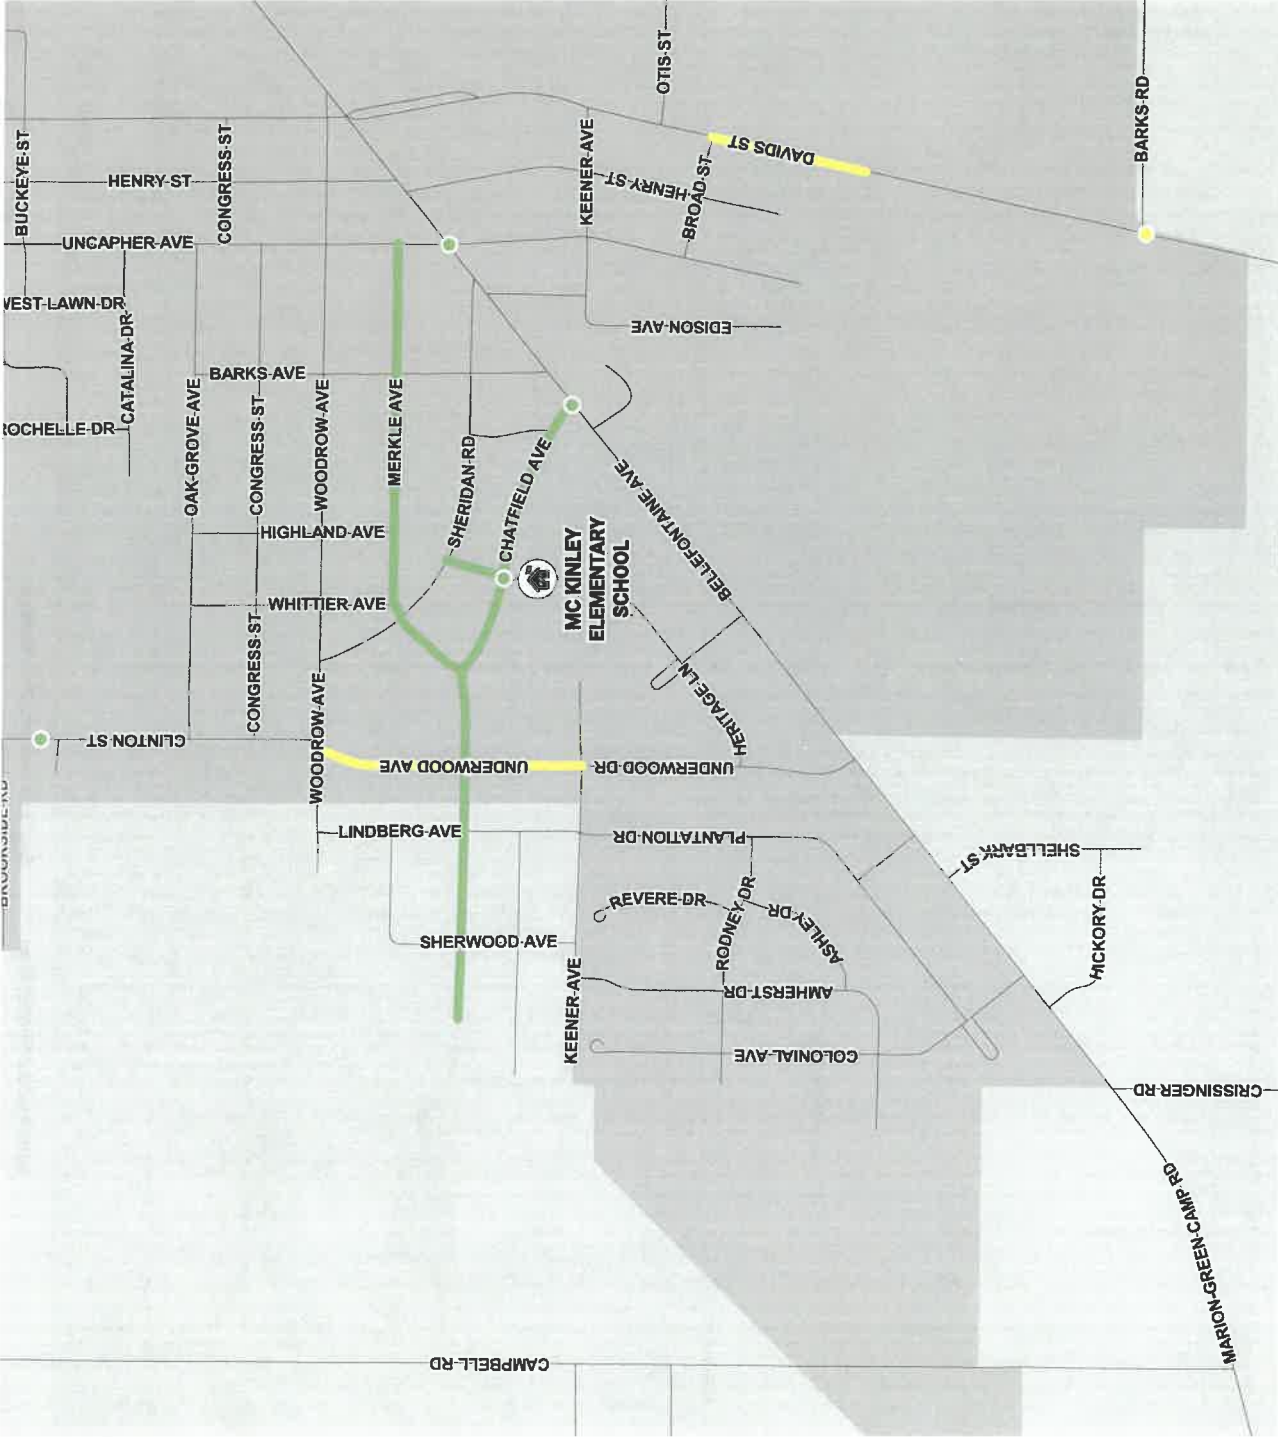 OTIS ST
BARKS RD
BUCKEYE ST
CONGRESS ST
KEENER AVE
DAVIDS ST
HENRY ST
HENRY ST
BROAD ST
UNCAPHER AVE
WEST LAWN DR
CATALINA DR
EDISON AVE
BARKS AVE
OAK GROVE AVE
CONGRESS ST
WOODROW AVE
MERKLE AVE
ROCHELLE DR
SHERIDAN RD
CHATFIELD AVE
BELLEFONTAINE AVE
HIGHLAND AVE
MC KINLEY
ELEMENTARY
SCHOOL
WHITTIER AVE
CONGRESS ST
HERITAGE LN
WOODROW AVE
CLINTON ST
UNDERWOOD AVE
UNDERWOOD DR
BROOKSIDE RD
LINDBERG AVE
PLANTATION DR
SHELLBARK ST
REVERE DR
RODNEY DR
ASHLEY DR
HICKORY DR
SHERWOOD AVE
KEENER AVE
AMHERST DR
COLONIAL AVE
CRISSINGER RD
MARION GREEN CAMP RD
CAMPBELL RD